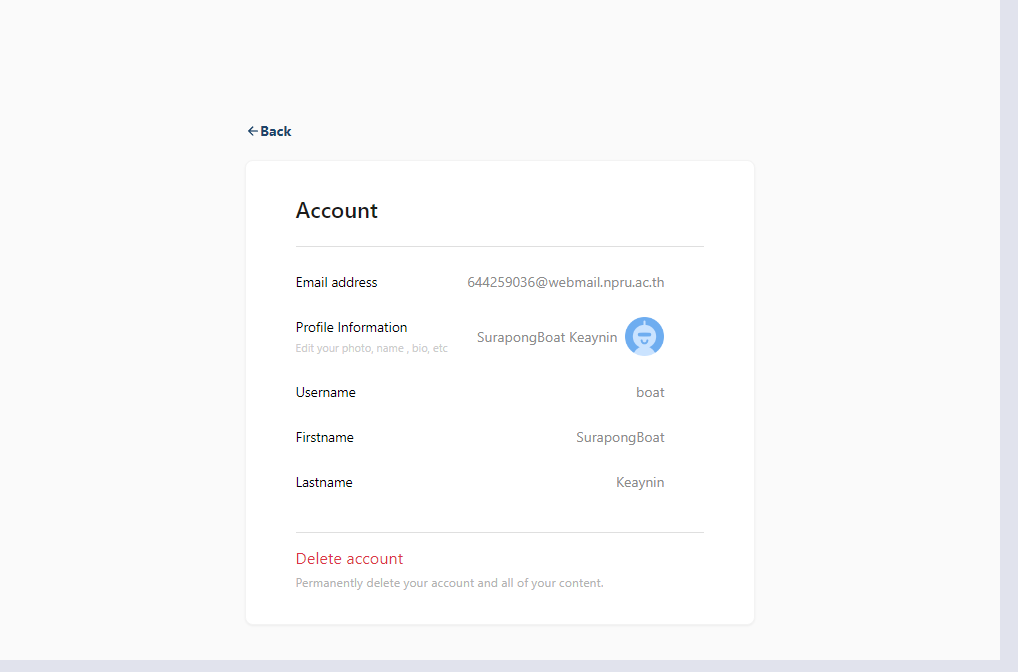 Back
Account
Email address 644259036@webmail.npru.ac.th
Profile Information SurapongBoat Keaynin
Edit your photo, name , bio, etc
Username boat
Firstname SurapongBoat
Lastname Keaynin
Delete account
Permanently delete your account and all of your content.